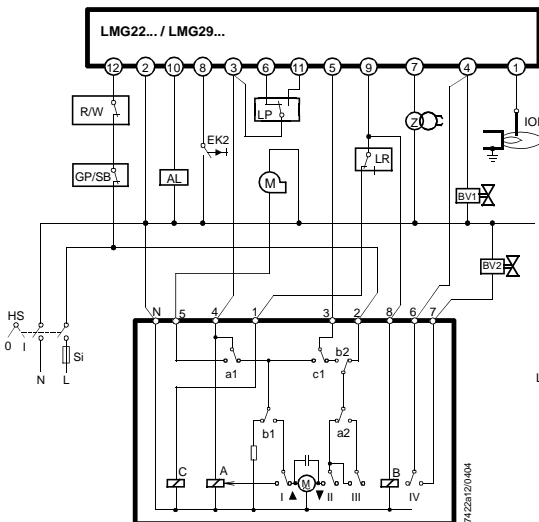 LMG22... / LMG29...
12 2 10 8 3 6 11 5 9 7 4 1
R/W
LP
Z
ION
EK2
LR
GP/SB
AL
M
BV1
BV2
HS
0 I
Si
N L
N 5 4 1 3 2 8 6 7
a1
c1
b2
b1
a2
C A I M II III B IV
7422a12/0404
L